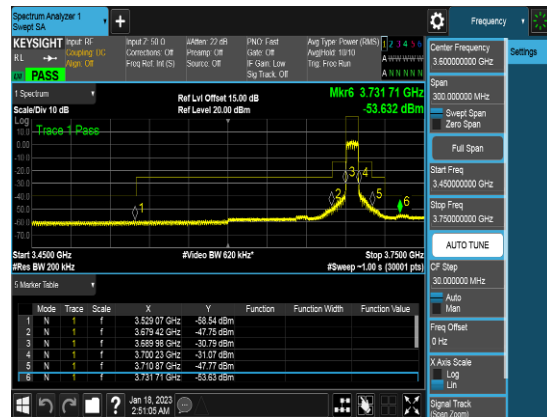 Spectrum Analyzer 1
Swept SA
Frequency
KEYSIGHT Input: RF Input Z: 50 Ω #Atten: 22 dB PNO: Fast Avg Type: Power (RMS) 1 2 3 4 5 6
RL Coupling: DC Corrections: Off Preamp: Off Gate: Off Avg|Hold: 10/10 A W W W W W
Align: Off Freq Ref: Int (S) Source: Off IF Gain: Low Trig: Free Run
Sig Track: Off A N N N N N
PASS
1 Spectrum
Ref Lvl Offset 15.00 dB Mkr6 3.731 71 GHz
Scale/Div 10 dB Ref Level 20.00 dBm -53.632 dBm
Log
Trace 1 Pass
10.0
0.00
-10.0
-20.0
-30.0
-40.0
-50.0
-60.0
-70.0
1
2
3
4
5
6
Start 3.4500 GHz #Video BW 620 kHz* Stop 3.7500 GHz
#Res BW 200 kHz #Sweep ~1.00 s (30001 pts)
5 Marker Table
Mode Trace Scale X Y Function Function Width Function Value
1 N 1 f 3.529 07 GHz -58.54 dBm
2 N 1 f 3.679 42 GHz -47.75 dBm
3 N 1 f 3.689 98 GHz -30.79 dBm
4 N 1 f 3.700 23 GHz -31.07 dBm
5 N 1 f 3.710 87 GHz -47.77 dBm
6 N 1 f 3.731 71 GHz -53.63 dBm
Jan 18, 2023
2:51:05 AM
Center Frequency
3.600000000 GHz
Settings
Span
300.000000 MHz
Swept Span
Zero Span
Full Span
Start Freq
3.450000000 GHz
Stop Freq
3.750000000 GHz
AUTO TUNE
CF Step
30.000000 MHz
Auto
Man
Freq Offset
0 Hz
X Axis Scale
Log
Lin
Signal Track
(Span Zoom)